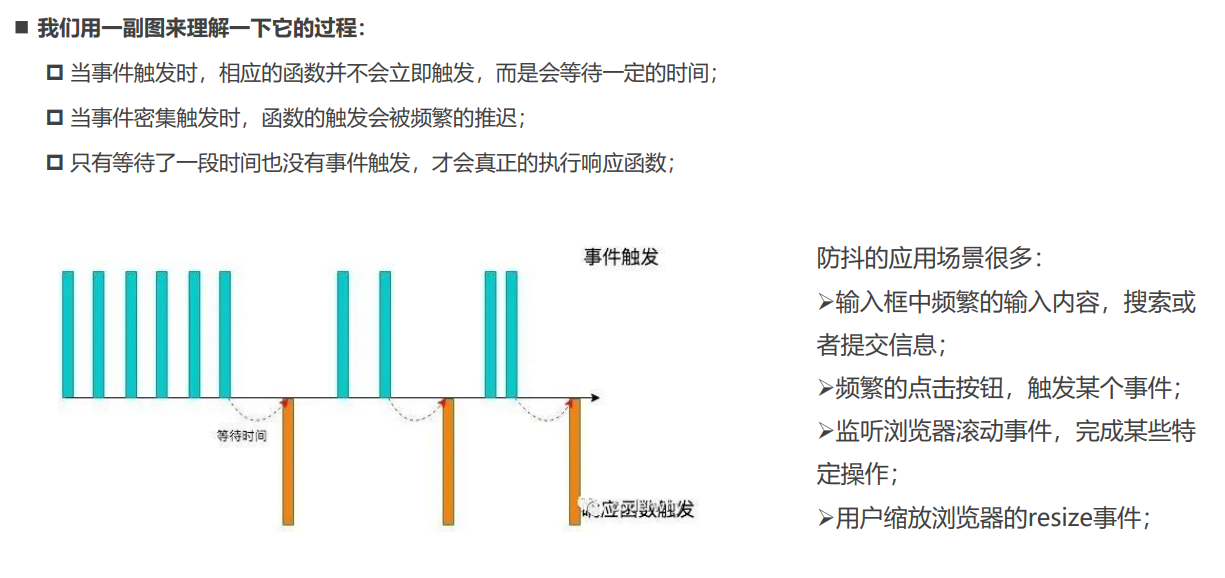 我们用一副图来理解一下它的过程：
当事件触发时，相应的函数并不会立即触发，而是会等待一定的时间；
当事件密集触发时，函数的触发会被频繁的推迟；
只有等待了一段时间也没有事件触发，才会真正的执行响应函数；
事件触发
等待时间
响应函数触发
防抖的应用场景很多：
➢输入框中频繁的输入内容，搜索或
者提交信息；
➢频繁的点击按钮，触发某个事件；
➢监听浏览器滚动事件，完成某些特
定操作；
➢用户缩放浏览器的resize事件；